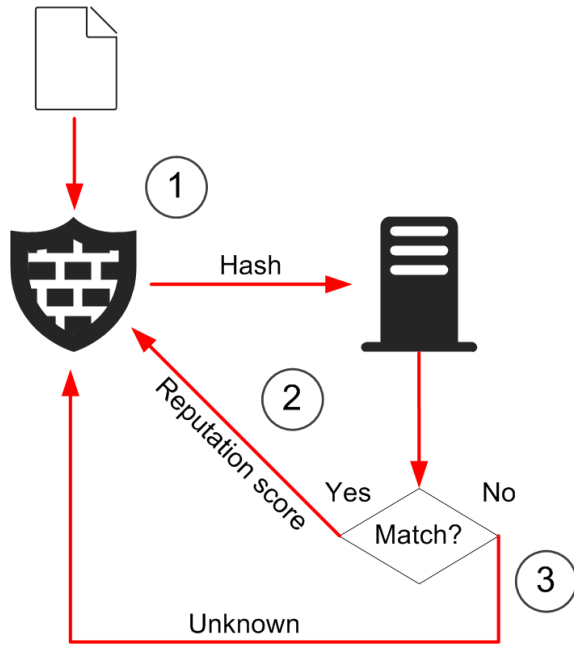 1
Hash
2
Reputation score
Yes
No
Match?
3
Unknown